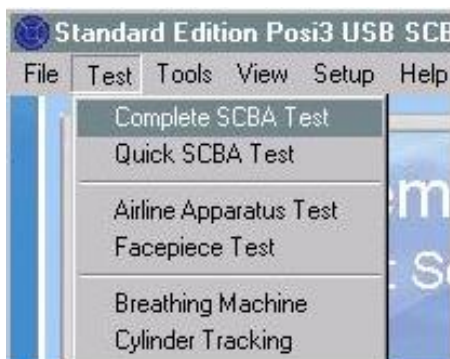 Standard Edition Posi3 USB SCB
File Test Tools View Setup Help
Complete SCBA Test
Quick SCBA Test
Airline Apparatus Test
Facepiece Test
Breathing Machine
Cylinder Tracking